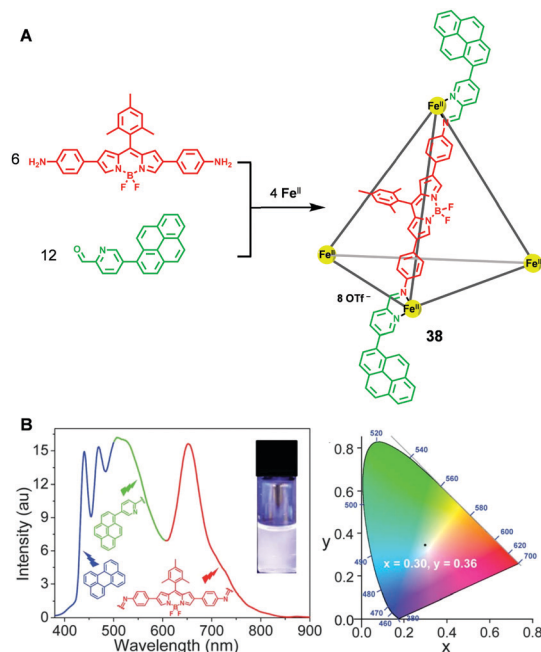 A
6
H₂N
NH₂
N
N
B
F
F
12
O
N
4 Feᴵᴵ
Feᴵᴵ
N
N
N
N
B
F
F
Feᴵᴵ
Feᴵᴵ
N
N
Feᴵᴵ
8 OTf⁻
38
B
Intensity (au)
15
12
9
6
3
0
400 500 600 700 800 900
Wavelength (nm)
N
N
N
N
N
B
F
F
N
y
0.8
0.6
0.4
0.2
0.0
0.0 0.2 0.4 0.6 0.8
x
520
540
560
580
600
620
700
500
490
480
470
460
380
x = 0.30, y = 0.36